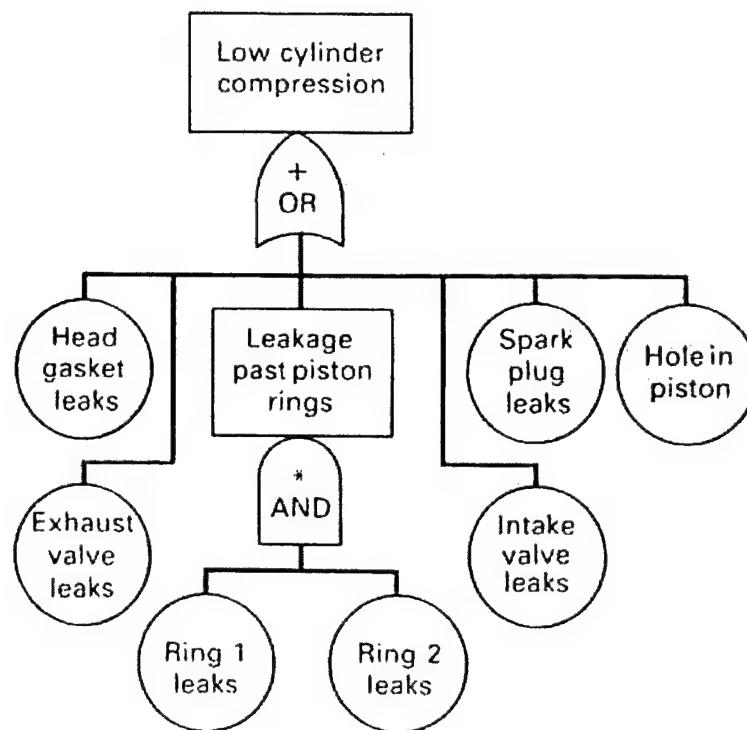 Low cylinder
compression
+
OR
Head
gasket
leaks
Leakage
past piston
rings
Spark
plug
leaks
Hole in
piston
*
AND
Exhaust
valve
leaks
Intake
valve
leaks
Ring 1
leaks
Ring 2
leaks